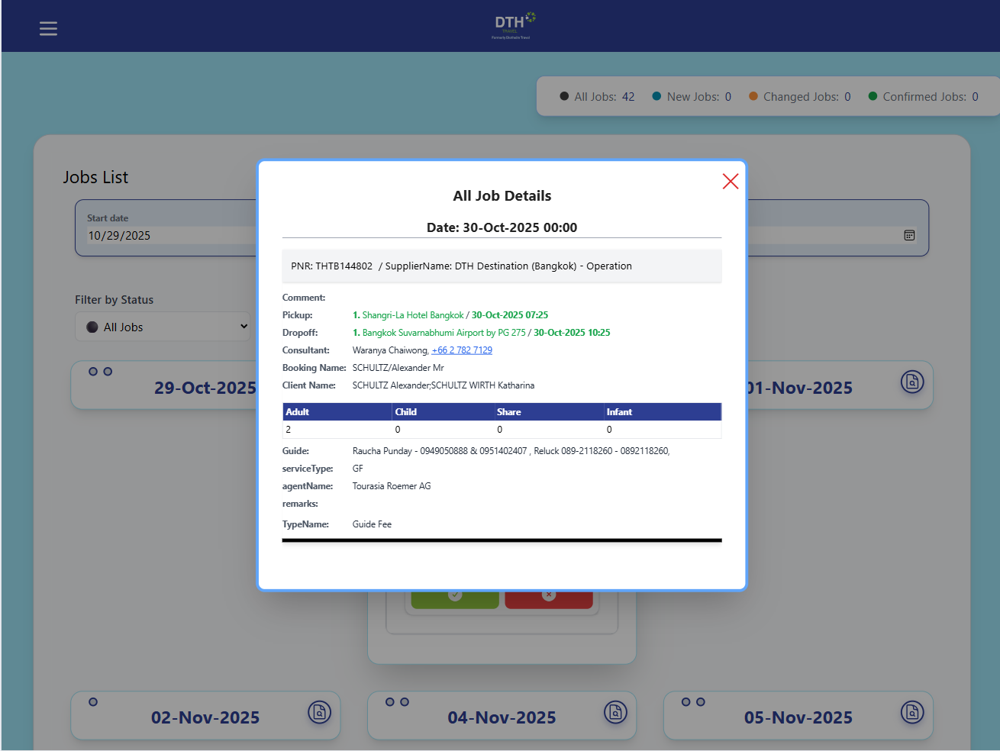 DTH
TRAVEL
Formerly Diethelm Travel
All Jobs: 42
New Jobs: 0
Changed Jobs: 0
Confirmed Jobs: 0
Jobs List
Start date
10/29/2025
Filter by Status
All Jobs
29-Oct-2025
01-Nov-2025
All Job Details
Date: 30-Oct-2025 00:00
PNR: THTB144802 / SupplierName: DTH Destination (Bangkok) - Operation
Comment:
Pickup: 1. Shangri-La Hotel Bangkok / 30-Oct-2025 07:25
Dropoff: 1. Bangkok Suvarnabhumi Airport by PG 275 / 30-Oct-2025 10:25
Consultant: Waranya Chaiwong, +66 2 782 7129
Booking Name: SCHULTZ/Alexander Mr
Client Name: SCHULTZ Alexander;SCHULTZ WIRTH Katharina
Adult Child Share Infant
2 0 0 0
Guide: Raucha Punday - 0949050888 & 0951402407 , Reluck 089-2118260 - 0892118260,
serviceType: GF
agentName: Tourasia Roemer AG
remarks:
TypeName: Guide Fee
02-Nov-2025
04-Nov-2025
05-Nov-2025